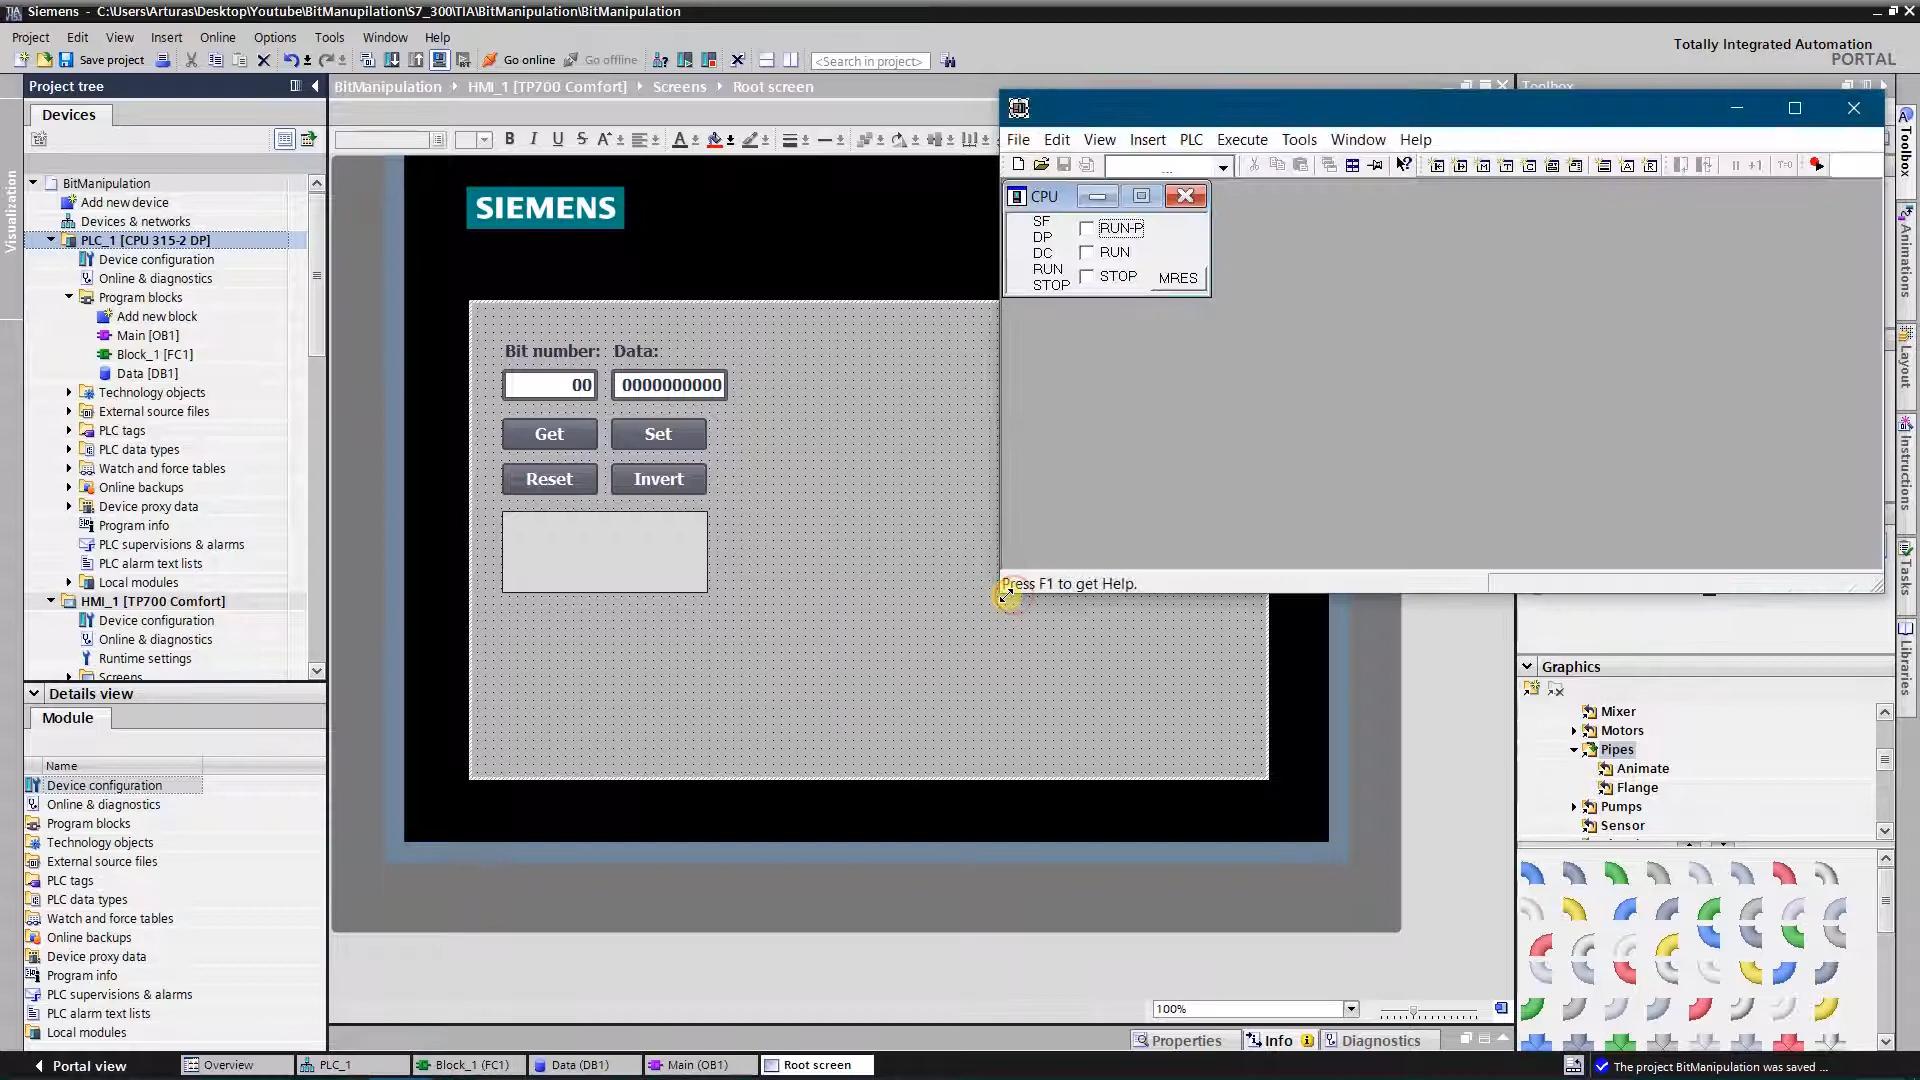 Siemens - C:\Users\Arturas\Desktop\Youtube\BitManupilation\S7_300\TIA\BitManipulation\BitManipulation
Project Edit View Insert Online Options Tools Window Help
Totally Integrated Automation
PORTAL
Save project
Go online
Go offline
<Search in project>
Project tree
BitManipulation
HMI_1 [TP700 Comfort]
Screens
Root screen
Toolbox
Devices
Visualization
BitManipulation
Add new device
Devices & networks
PLC_1 [CPU 315-2 DP]
Device configuration
Online & diagnostics
Program blocks
Add new block
Main [OB1]
Block_1 [FC1]
Data [DB1]
Technology objects
External source files
PLC tags
PLC data types
Watch and force tables
Online backups
Device proxy data
Program info
PLC supervisions & alarms
PLC alarm text lists
Local modules
HMI_1 [TP700 Comfort]
Device configuration
Online & diagnostics
Runtime settings
Screens
Details view
Module
Name
Device configuration
Online & diagnostics
Program blocks
Technology objects
External source files
PLC tags
PLC data types
Watch and force tables
Online backups
Device proxy data
Program info
PLC supervisions & alarms
PLC alarm text lists
Local modules
B I U S A
SIEMENS
Bit number: Data:
00 0000000000
Get Set
Reset Invert
File Edit View Insert PLC Execute Tools Window Help
...
+1 T=0
CPU
SF
DP
DC
RUN
STOP
RUN-P
RUN
STOP
MRES
Press F1 to get Help.
Toolbox
Animations
Layout
Instructions
Tasks
Libraries
Graphics
Mixer
Motors
Pipes
Animate
Flange
Pumps
Sensor
100%
Properties
Info
Diagnostics
Portal view
Overview
PLC_1
Block_1 (FC1)
Data (DB1)
Main (OB1)
Root screen
The project BitManipulation was saved ...